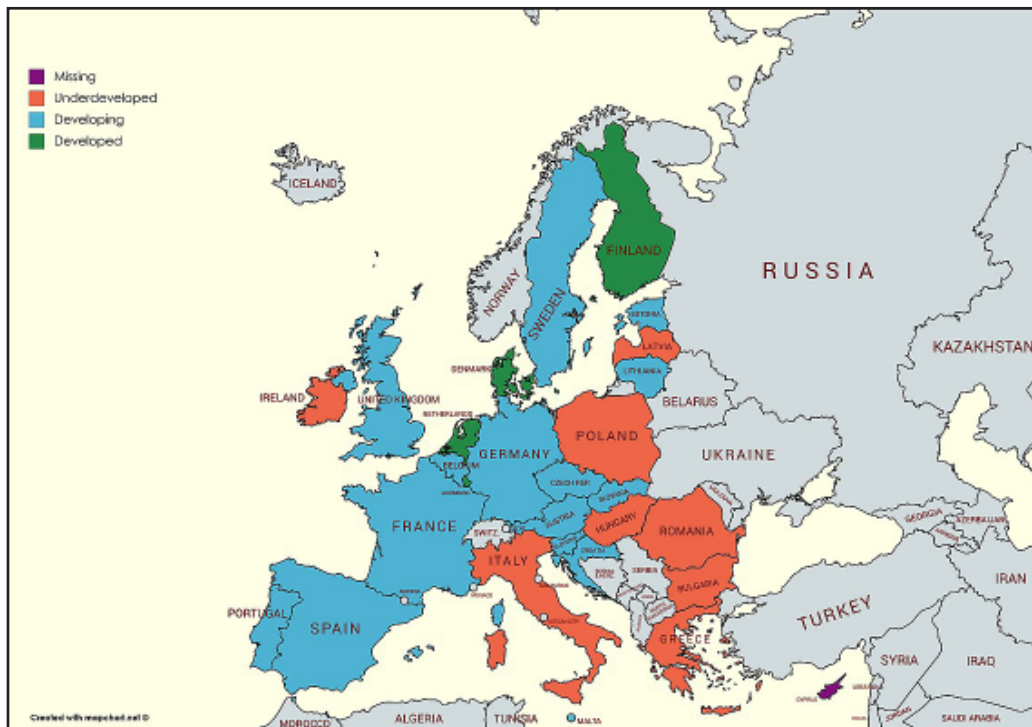 Missing
Underdeveloped
Developing
Developed
ICELAND
RUSSIA
FINLAND
NORWAY
SWEDEN
ESTONIA
LATVIA
LITHUANIA
KAZAKHSTAN
DENMARK
BELARUS
IRELAND
UNITED KINGDOM
NETHERLANDS
POLAND
GERMANY
BELGIUM
UKRAINE
CZECH REP.
AUSTRIA
FRANCE
SWITZ.
HUNGARY
ROMANIA
ITALY
CROATIA
SERBIA
BULGARIA
GEORGIA
AZERBAIJAN
PORTUGAL
SPAIN
GREECE
TURKEY
IRAN
SYRIA
IRAQ
CYPRUS
MALTA
JORDAN
MOROCCO
ALGERIA
TUNISIA
SAUDI ARABIA
Created with mapchart.net ©